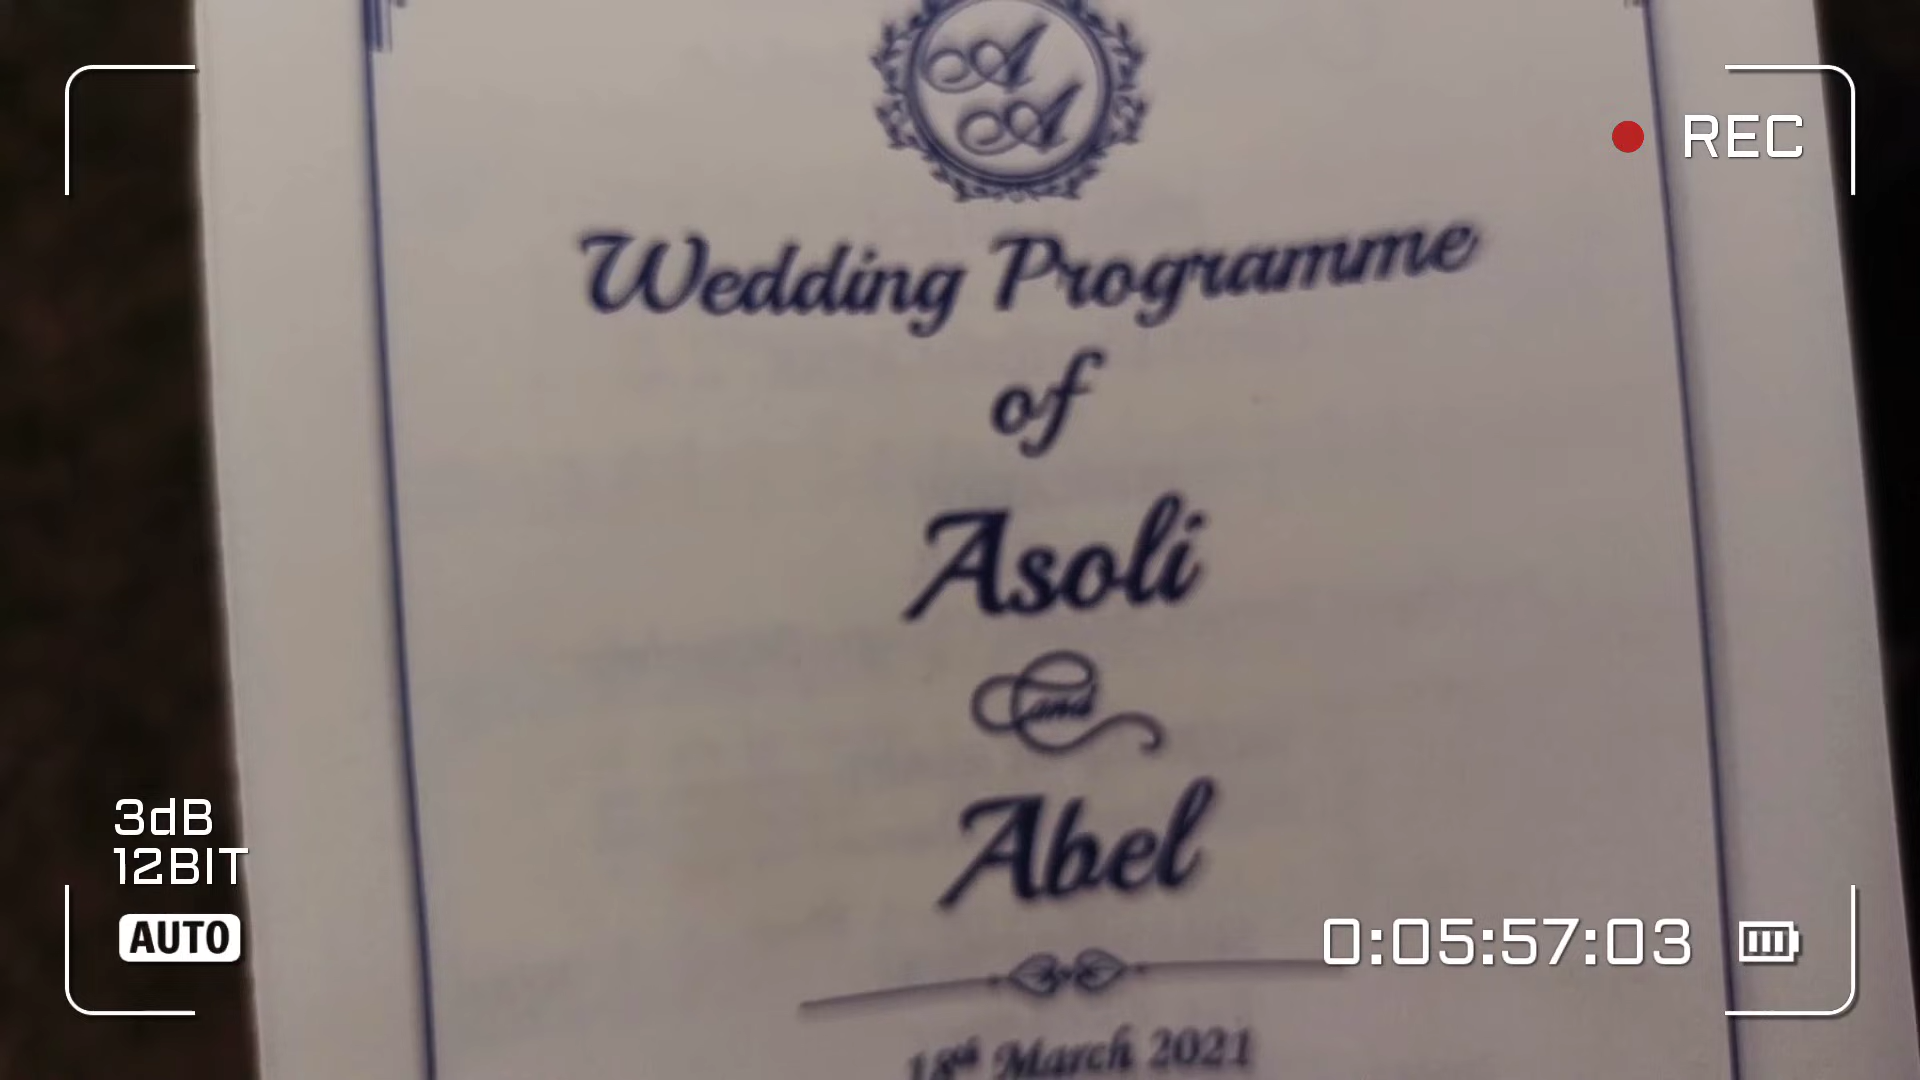 A
A
REC
Wedding Programme
of
Asoli
and
Abel
3dB
12BIT
AUTO
0:05:57:03
18th March 2021